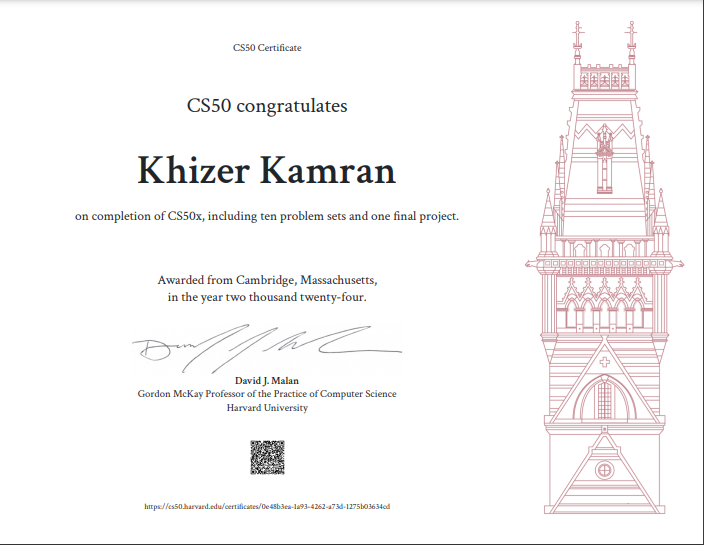 CS50 Certificate
CS50 congratulates
Khizer Kamran
on completion of CS50x, including ten problem sets and one final project.
Awarded from Cambridge, Massachusetts,
in the year two thousand twenty-four.
David J. Malan
Gordon McKay Professor of the Practice of Computer Science
Harvard University
https://cs50.harvard.edu/certificates/0e48b3ea-1a93-4262-a73d-1275b03634cd